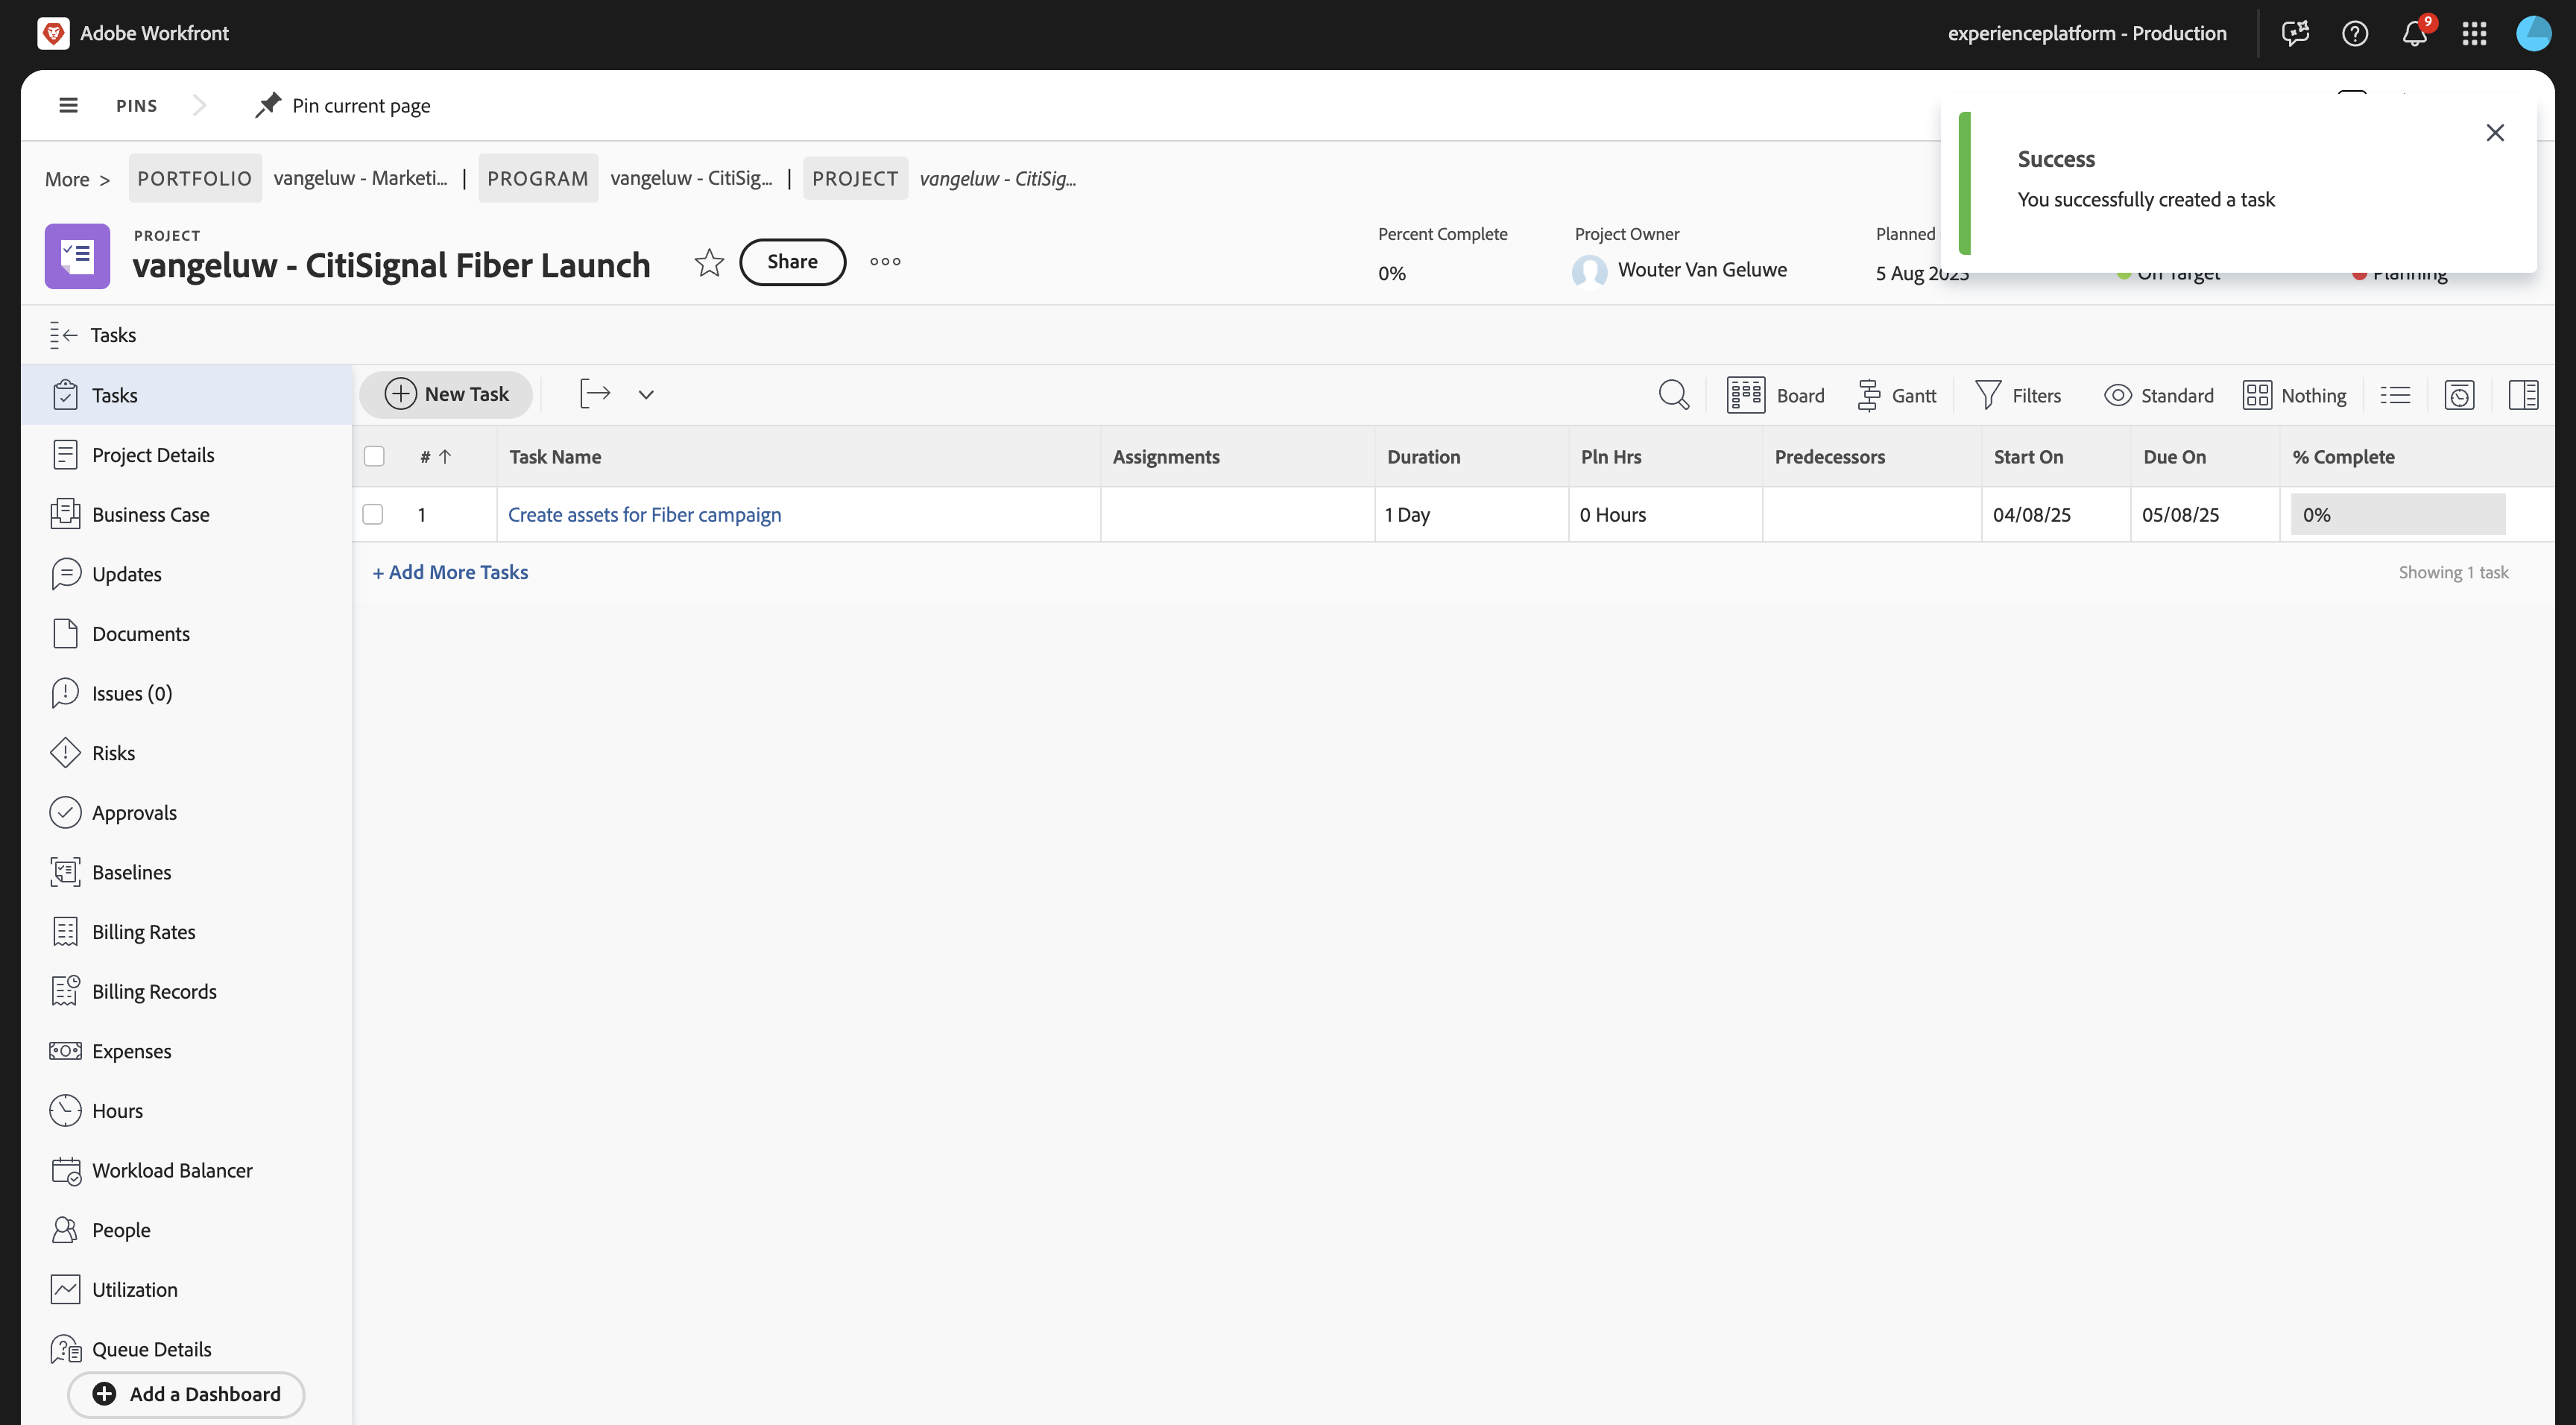 Adobe Workfront
experienceplatform - Production
9
PINS
Pin current page
Success
You successfully created a task
More >
PORTFOLIO
vangeluw - Marketi...
|
PROGRAM
vangeluw - CitiSig...
|
PROJECT
vangeluw - CitiSig...
PROJECT
vangeluw - CitiSignal Fiber Launch
Share
Percent Complete
0%
Project Owner
Wouter Van Geluwe
Planned
5 Aug 2025
On Target
Planning
Tasks
Tasks
Project Details
Business Case
Updates
Documents
Issues (0)
Risks
Approvals
Baselines
Billing Rates
Billing Records
Expenses
Hours
Workload Balancer
People
Utilization
Queue Details
Add a Dashboard
New Task
Board
Gantt
Filters
Standard
Nothing
# Task Name Assignments Duration Pln Hrs Predecessors Start On Due On % Complete
1 Create assets for Fiber campaign 1 Day 0 Hours 04/08/25 05/08/25 0%
+ Add More Tasks
Showing 1 task